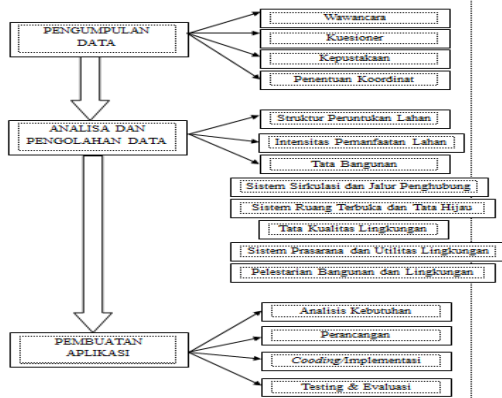 PENGUMPULAN
DATA
Wawancara
Kuesioner
Kepustakaan
Penentuan Koordinat
ANALISA DAN
PENGOLAHAN DATA
Struktur Peruntukan Lahan
Intensitas Pemanfaatan Lahan
Tata Bangunan
Sistem Sirkulasi dan Jalur Penghubung
Sistem Ruang Terbuka dan Tata Hijau
Tata Kualitas Lingkungan
Sistem Prasarana dan Utilitas Lingkungan
Pelestarian Bangunan dan Lingkungan
PEMBUATAN
APLIKASI
Analisis Kebutuhan
Perancangan
Cooding/Implementasi
Testing & Evaluasi